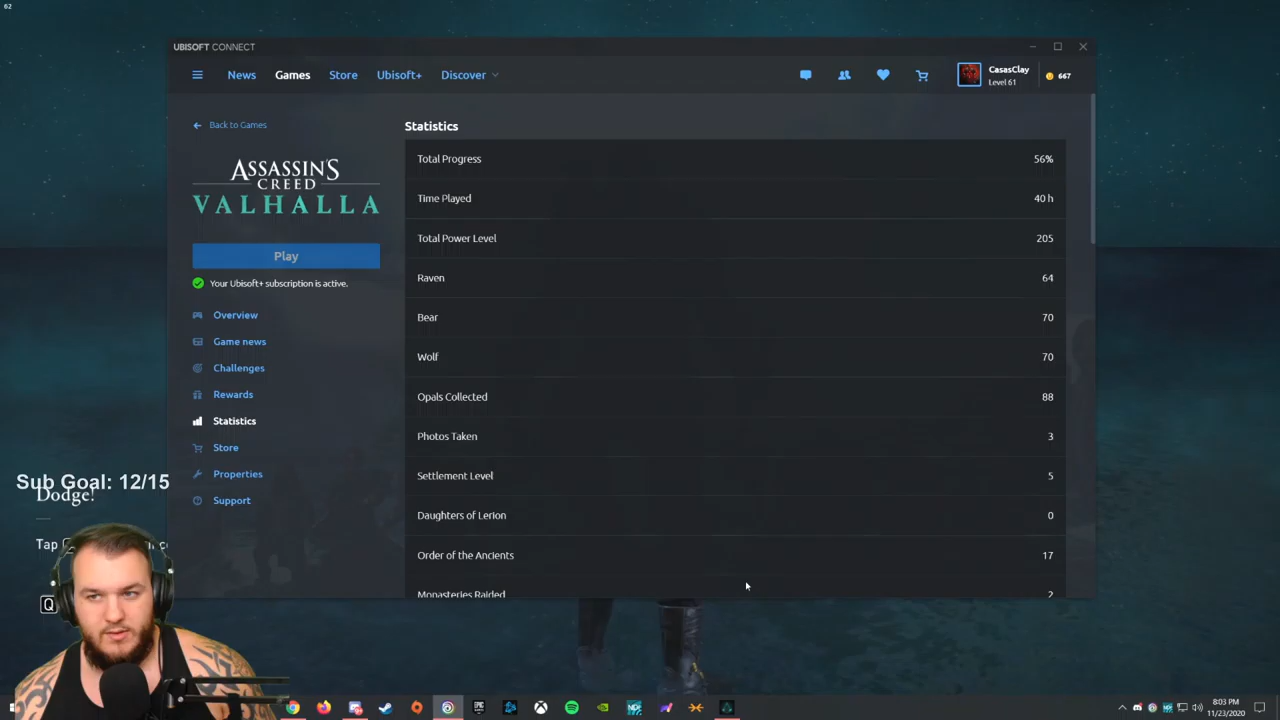 62
UBISOFT CONNECT
News
Games
Store
Ubisoft+
Discover
CasasClay
Level 61
667
Back to Games
ASSASSIN'S
CREED
VALHALLA
Play
Your Ubisoft+ subscription is active.
Overview
Game news
Challenges
Rewards
Statistics
Store
Properties
Support
Statistics
Total Progress 56%
Time Played 40 h
Total Power Level 205
Raven 64
Bear 70
Wolf 70
Opals Collected 88
Photos Taken 3
Settlement Level 5
Daughters of Lerion 0
Order of the Ancients 17
Monasteries Raided 2
Sub Goal: 12/15
Dodge!
Tap
Q
EPIC
8:03 PM
11/23/2020